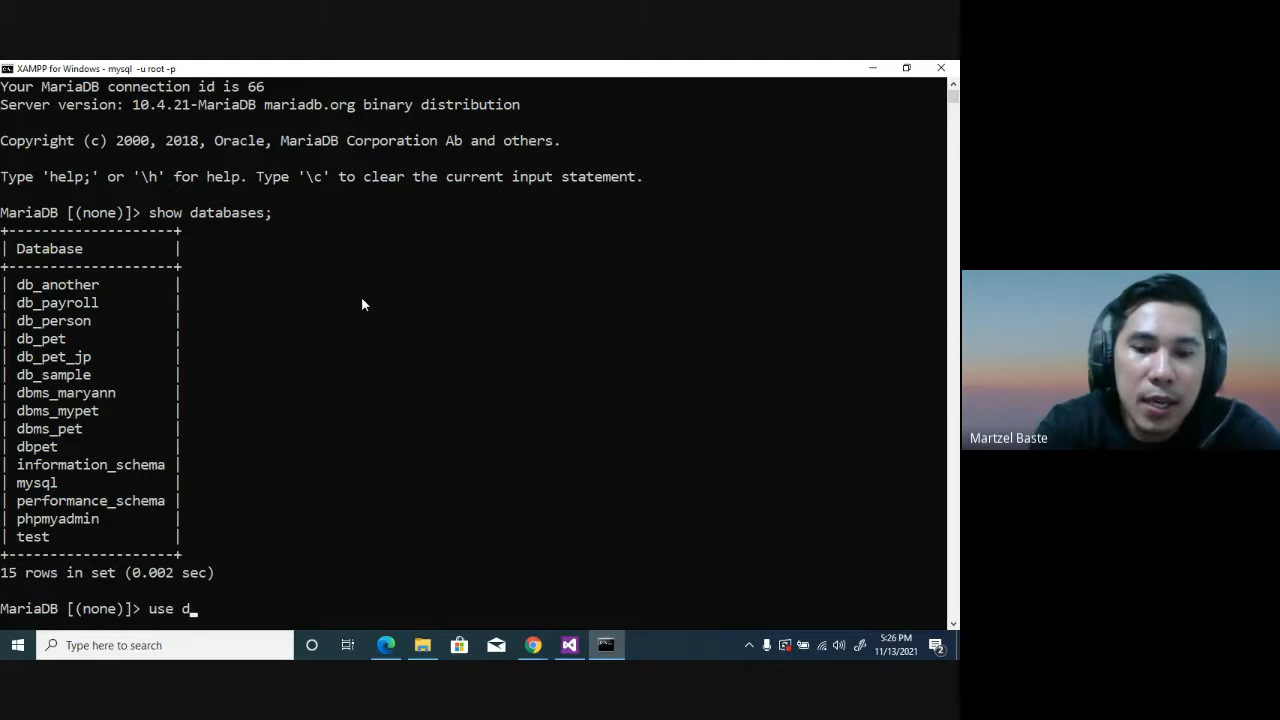 XAMPP for Windows - mysql -u root -p
Your MariaDB connection id is 66
Server version: 10.4.21-MariaDB mariadb.org binary distribution
Copyright (c) 2000, 2018, Oracle, MariaDB Corporation Ab and others.
Type 'help;' or '\h' for help. Type '\c' to clear the current input statement.
MariaDB [(none)]> show databases;
+--------------------+
| Database           |
+--------------------+
| db_another         |
| db_payroll         |
| db_person          |
| db_pet             |
| db_pet_jp          |
| db_sample          |
| dbms_maryann       |
| dbms_mypet         |
| dbms_pet           |
| dbpet              |
| information_schema |
| mysql              |
| performance_schema |
| phpmyadmin         |
| test               |
+--------------------+
15 rows in set (0.002 sec)
MariaDB [(none)]> use d_
Martzel Baste
Type here to search
5:26 PM
11/13/2021
2